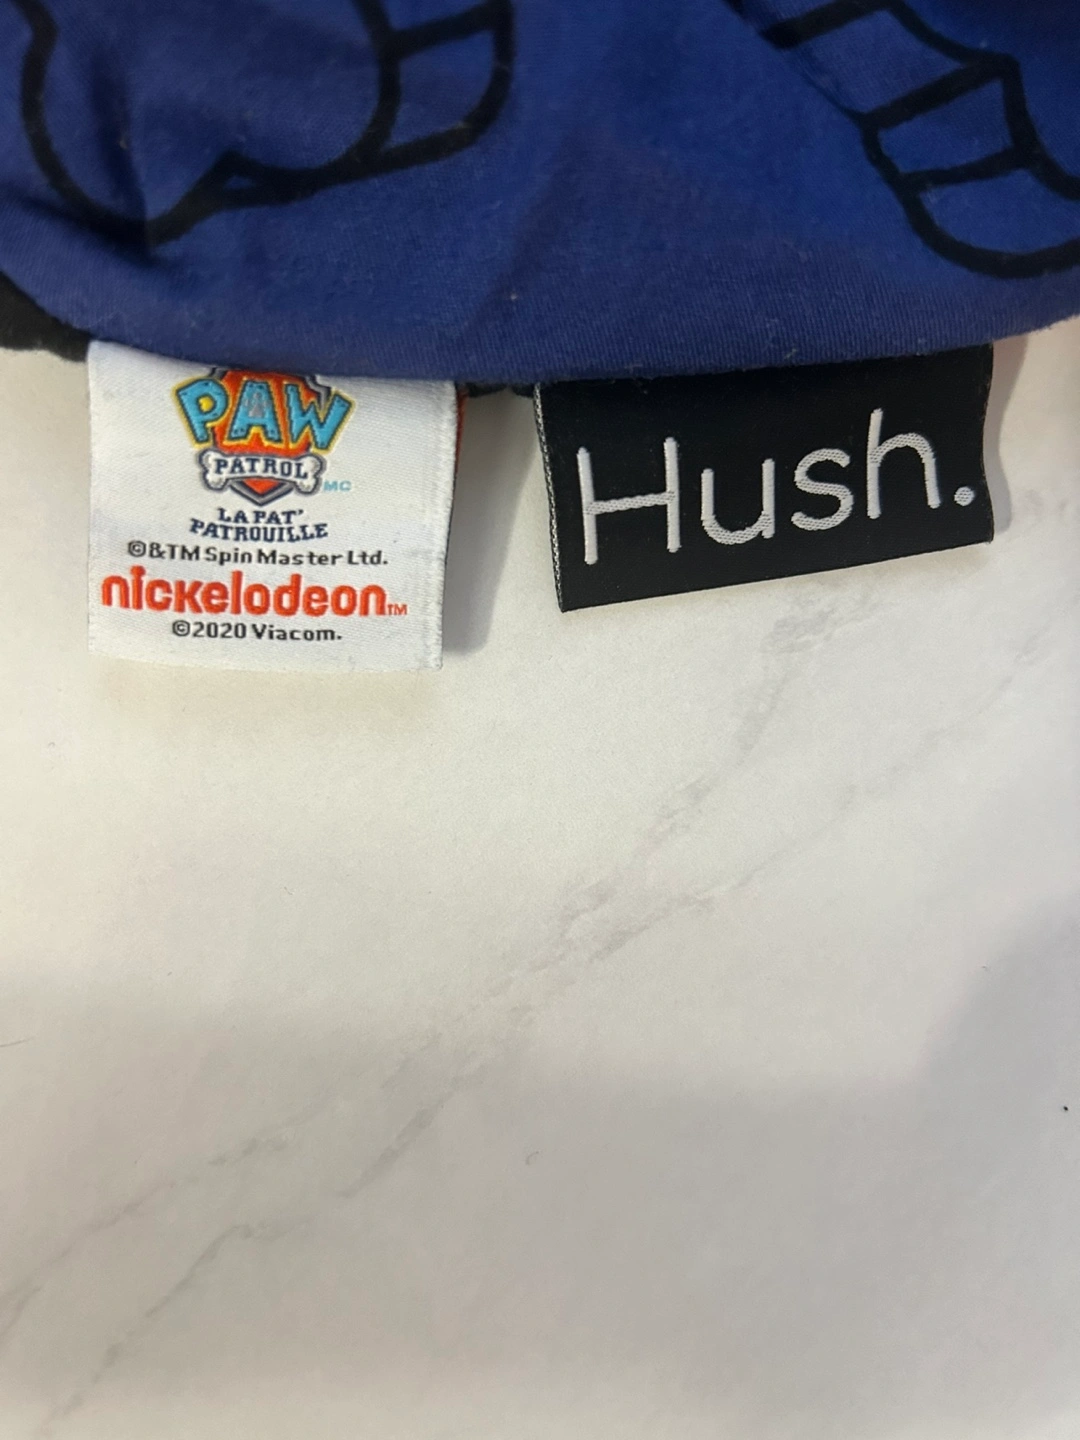 PAW
PATROL
MC
LA PAT'
PATROUILLE
©&TM Spin Master Ltd.
nickelodeon TM
©2020 Viacom.
Hush.